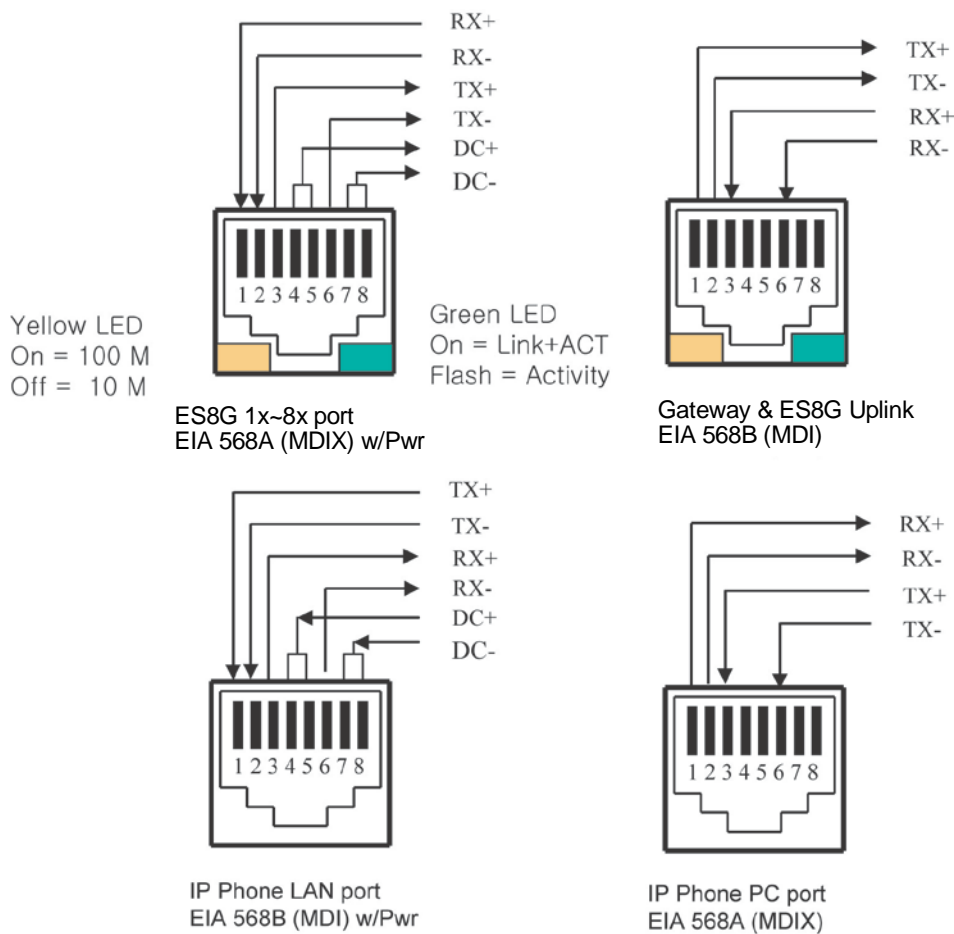 RX+
RX-
TX+
TX-
DC+
DC-
1 2 3 4 5 6 7 8
Yellow LED
On = 100 M
Off = 10 M
Green LED
On = Link+ACT
Flash = Activity
ES8G 1x~8x port
EIA 568A (MDIX) w/Pwr
TX+
TX-
RX+
RX-
1 2 3 4 5 6 7 8
Gateway & ES8G Uplink
EIA 568B (MDI)
TX+
TX-
RX+
RX-
DC+
DC-
1 2 3 4 5 6 7 8
IP Phone LAN port
EIA 568B (MDI) w/Pwr
RX+
RX-
TX+
TX-
1 2 3 4 5 6 7 8
IP Phone PC port
EIA 568A (MDIX)